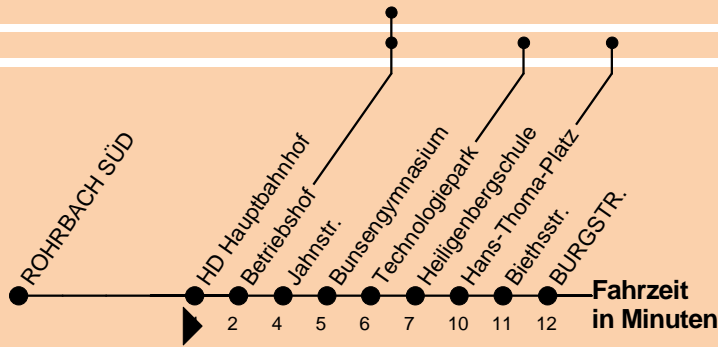 ROHRBACH SÜD
HD Hauptbahnhof
Betriebshof
Jahnstr.
Bunsengymnasium
Technologiepark
Heiligenbergschule
Hans-Thoma-Platz
Biethsstr.
BURGSTR.
Fahrzeit
in Minuten
2 4 5 6 7 10 11 12